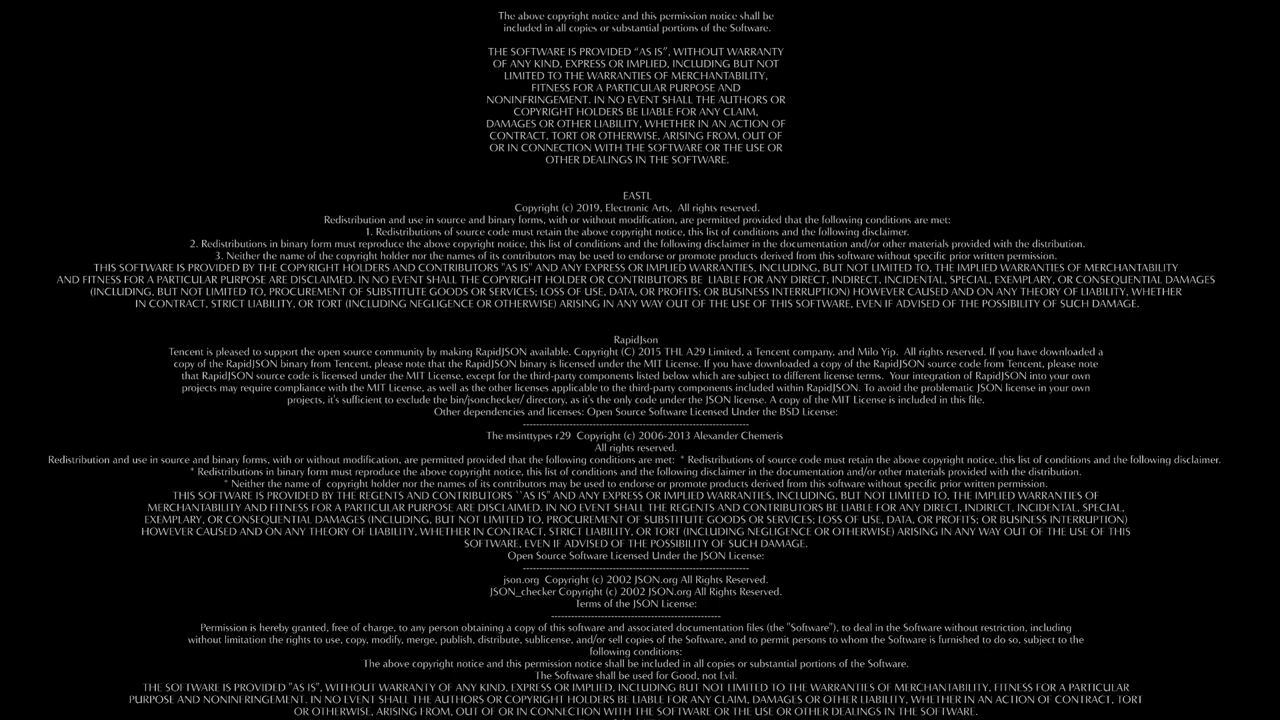 The above copyright notice and this permission notice shall be
included in all copies or substantial portions of the Software.
THE SOFTWARE IS PROVIDED “AS IS”, WITHOUT WARRANTY
OF ANY KIND, EXPRESS OR IMPLIED, INCLUDING BUT NOT
LIMITED TO THE WARRANTIES OF MERCHANTABILITY,
FITNESS FOR A PARTICULAR PURPOSE AND
NONINFRINGEMENT. IN NO EVENT SHALL THE AUTHORS OR
COPYRIGHT HOLDERS BE LIABLE FOR ANY CLAIM,
DAMAGES OR OTHER LIABILITY, WHETHER IN AN ACTION OF
CONTRACT, TORT OR OTHERWISE, ARISING FROM, OUT OF
OR IN CONNECTION WITH THE SOFTWARE OR THE USE OR
OTHER DEALINGS IN THE SOFTWARE.
EASTL
Copyright (c) 2019, Electronic Arts,  All rights reserved.
Redistribution and use in source and binary forms, with or without modification, are permitted provided that the following conditions are met:
1. Redistributions of source code must retain the above copyright notice, this list of conditions and the following disclaimer.
2. Redistributions in binary form must reproduce the above copyright notice, this list of conditions and the following disclaimer in the documentation and/or other materials provided with the distribution.
3. Neither the name of the copyright holder nor the names of its contributors may be used to endorse or promote products derived from this software without specific prior written permission.
THIS SOFTWARE IS PROVIDED BY THE COPYRIGHT HOLDERS AND CONTRIBUTORS "AS IS" AND ANY EXPRESS OR IMPLIED WARRANTIES, INCLUDING, BUT NOT LIMITED TO, THE IMPLIED WARRANTIES OF MERCHANTABILITY
AND FITNESS FOR A PARTICULAR PURPOSE ARE DISCLAIMED. IN NO EVENT SHALL THE COPYRIGHT HOLDER OR CONTRIBUTORS BE  LIABLE FOR ANY DIRECT, INDIRECT, INCIDENTAL, SPECIAL, EXEMPLARY, OR CONSEQUENTIAL DAMAGES
(INCLUDING, BUT NOT LIMITED TO, PROCUREMENT OF SUBSTITUTE GOODS OR SERVICES; LOSS OF USE, DATA, OR PROFITS; OR BUSINESS INTERRUPTION) HOWEVER CAUSED AND ON ANY THEORY OF LIABILITY, WHETHER
IN CONTRACT, STRICT LIABILITY, OR TORT (INCLUDING NEGLIGENCE OR OTHERWISE) ARISING IN ANY WAY OUT OF THE USE OF THIS SOFTWARE, EVEN IF ADVISED OF THE POSSIBILITY OF SUCH DAMAGE.
RapidJson
Tencent is pleased to support the open source community by making RapidJSON available. Copyright (C) 2015 THL A29 Limited, a Tencent company, and Milo Yip.  All rights reserved. If you have downloaded a
copy of the RapidJSON binary from Tencent, please note that the RapidJSON binary is licensed under the MIT License. If you have downloaded a copy of the RapidJSON source code from Tencent, please note
that RapidJSON source code is licensed under the MIT License, except for the third-party components listed below which are subject to different license terms.  Your integration of RapidJSON into your own
projects may require compliance with the MIT License, as well as the other licenses applicable to the third-party components included within RapidJSON. To avoid the problematic JSON license in your own
projects, it's sufficient to exclude the bin/jsonchecker/ directory, as it's the only code under the JSON license. A copy of the MIT License is included in this file.
Other dependencies and licenses: Open Source Software Licensed Under the BSD License:
--------------------------------------------------------------------
The msinttypes r29  Copyright (c) 2006-2013 Alexander Chemeris
All rights reserved.
Redistribution and use in source and binary forms, with or without modification, are permitted provided that the following conditions are met:  * Redistributions of source code must retain the above copyright notice, this list of conditions and the following disclaimer.
* Redistributions in binary form must reproduce the above copyright notice, this list of conditions and the following disclaimer in the documentation and/or other materials provided with the distribution.
* Neither the name of  copyright holder nor the names of its contributors may be used to endorse or promote products derived from this software without specific prior written permission.
THIS SOFTWARE IS PROVIDED BY THE REGENTS AND CONTRIBUTORS ``AS IS'' AND ANY EXPRESS OR IMPLIED WARRANTIES, INCLUDING, BUT NOT LIMITED TO, THE IMPLIED WARRANTIES OF
MERCHANTABILITY AND FITNESS FOR A PARTICULAR PURPOSE ARE DISCLAIMED. IN NO EVENT SHALL THE REGENTS AND CONTRIBUTORS BE LIABLE FOR ANY DIRECT, INDIRECT, INCIDENTAL, SPECIAL,
EXEMPLARY, OR CONSEQUENTIAL DAMAGES (INCLUDING, BUT NOT LIMITED TO, PROCUREMENT OF SUBSTITUTE GOODS OR SERVICES; LOSS OF USE, DATA, OR PROFITS; OR BUSINESS INTERRUPTION)
HOWEVER CAUSED AND ON ANY THEORY OF LIABILITY, WHETHER IN CONTRACT, STRICT LIABILITY, OR TORT (INCLUDING NEGLIGENCE OR OTHERWISE) ARISING IN ANY WAY OUT OF THE USE OF THIS
SOFTWARE, EVEN IF ADVISED OF THE POSSIBILITY OF SUCH DAMAGE.
Open Source Software Licensed Under the JSON License:
--------------------------------------------------------------------
json.org  Copyright (c) 2002 JSON.org All Rights Reserved.
JSON_checker Copyright (c) 2002 JSON.org All Rights Reserved.
Terms of the JSON License:
---------------------------------------------------
Permission is hereby granted, free of charge, to any person obtaining a copy of this software and associated documentation files (the "Software"), to deal in the Software without restriction, including
without limitation the rights to use, copy, modify, merge, publish, distribute, sublicense, and/or sell copies of the Software, and to permit persons to whom the Software is furnished to do so, subject to the
following conditions:
The above copyright notice and this permission notice shall be included in all copies or substantial portions of the Software.
The Software shall be used for Good, not Evil.
THE SOFTWARE IS PROVIDED "AS IS", WITHOUT WARRANTY OF ANY KIND, EXPRESS OR IMPLIED, INCLUDING BUT NOT LIMITED TO THE WARRANTIES OF MERCHANTABILITY, FITNESS FOR A PARTICULAR
PURPOSE AND NONINFRINGEMENT. IN NO EVENT SHALL THE AUTHORS OR COPYRIGHT HOLDERS BE LIABLE FOR ANY CLAIM, DAMAGES OR OTHER LIABILITY, WHETHER IN AN ACTION OF CONTRACT, TORT
OR OTHERWISE, ARISING FROM, OUT OF OR IN CONNECTION WITH THE SOFTWARE OR THE USE OR OTHER DEALINGS IN THE SOFTWARE.